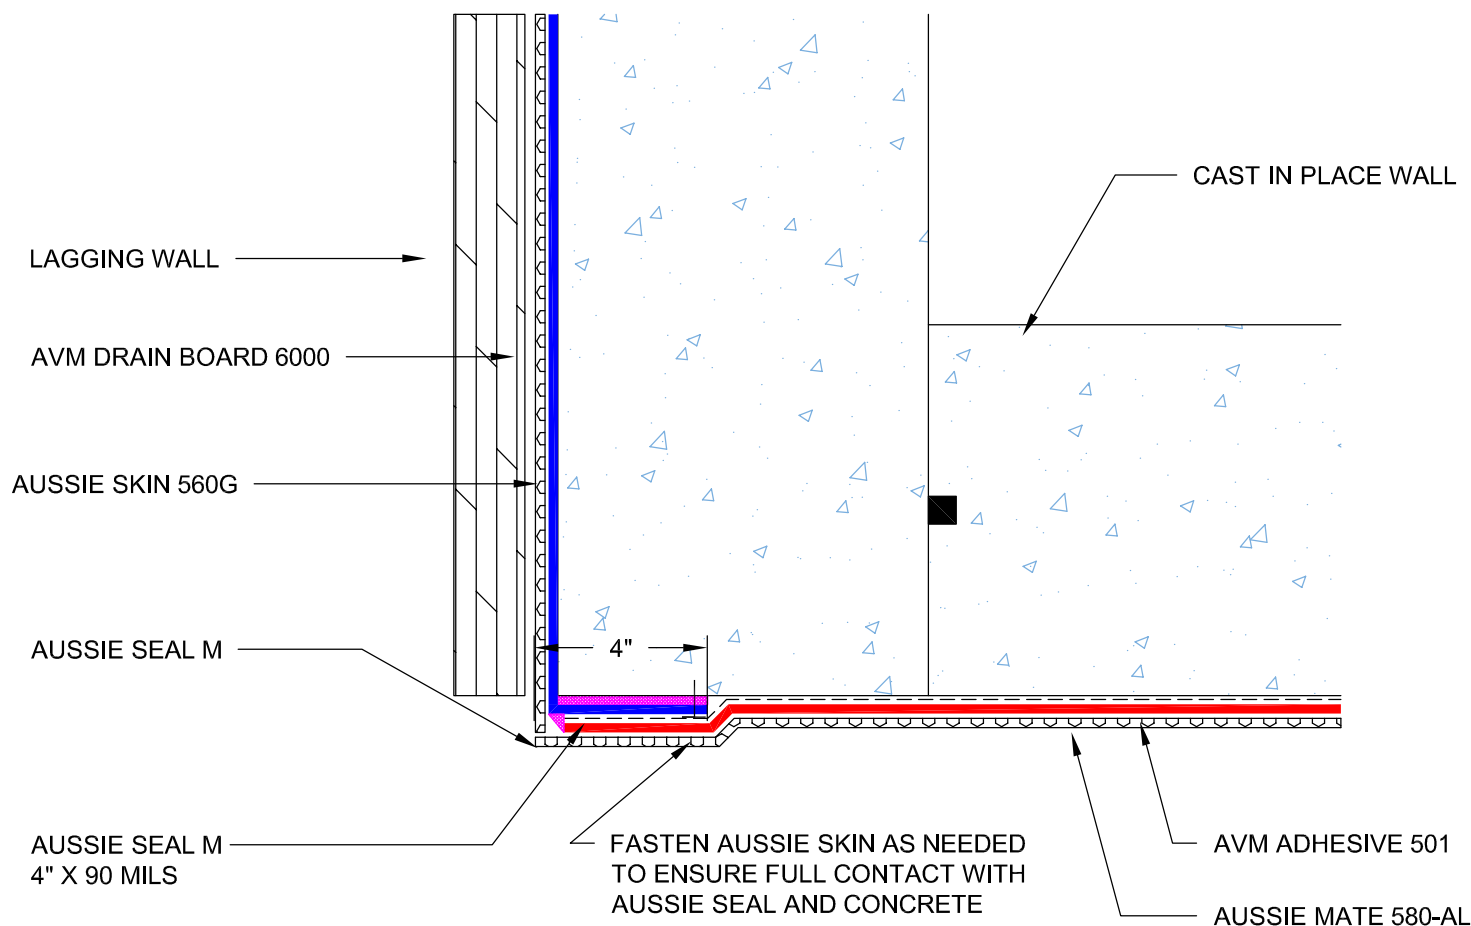 CAST IN PLACE WALL
LAGGING WALL
AVM DRAIN BOARD 6000
AUSSIE SKIN 560G
AUSSIE SEAL M
4"
AUSSIE SEAL M
4" X 90 MILS
FASTEN AUSSIE SKIN AS NEEDED
TO ENSURE FULL CONTACT WITH
AUSSIE SEAL AND CONCRETE
AVM ADHESIVE 501
AUSSIE MATE 580-AL